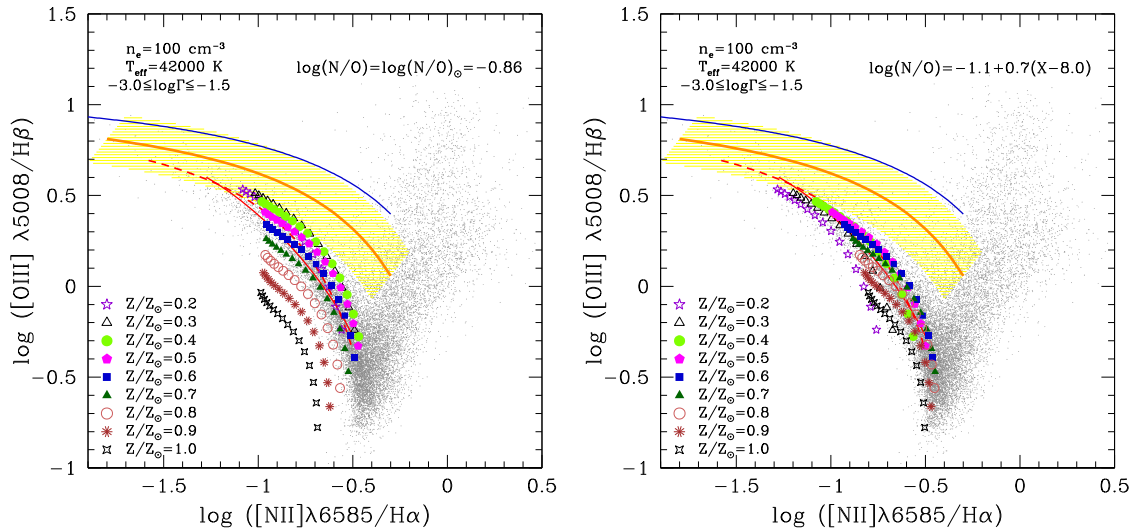 n_e=100 cm⁻³
T_eff=42000 K
−3.0≤logΓ≤−1.5
log(N/O)=log(N/O)_⊙=−0.86
1.5
1
0.5
0
−0.5
−1
log ([OIII] λ5008/Hβ)
Z/Z_⊙=0.2
Z/Z_⊙=0.3
Z/Z_⊙=0.4
Z/Z_⊙=0.5
Z/Z_⊙=0.6
Z/Z_⊙=0.7
Z/Z_⊙=0.8
Z/Z_⊙=0.9
Z/Z_⊙=1.0
−1.5 −1 −0.5 0 0.5
log ([NII]λ6585/Hα)
n_e=100 cm⁻³
T_eff=42000 K
−3.0≤logΓ≤−1.5
log(N/O)=−1.1+0.7(X−8.0)
1.5
1
0.5
0
−0.5
−1
log ([OIII] λ5008/Hβ)
Z/Z_⊙=0.2
Z/Z_⊙=0.3
Z/Z_⊙=0.4
Z/Z_⊙=0.5
Z/Z_⊙=0.6
Z/Z_⊙=0.7
Z/Z_⊙=0.8
Z/Z_⊙=0.9
Z/Z_⊙=1.0
−1.5 −1 −0.5 0 0.5
log ([NII]λ6585/Hα)